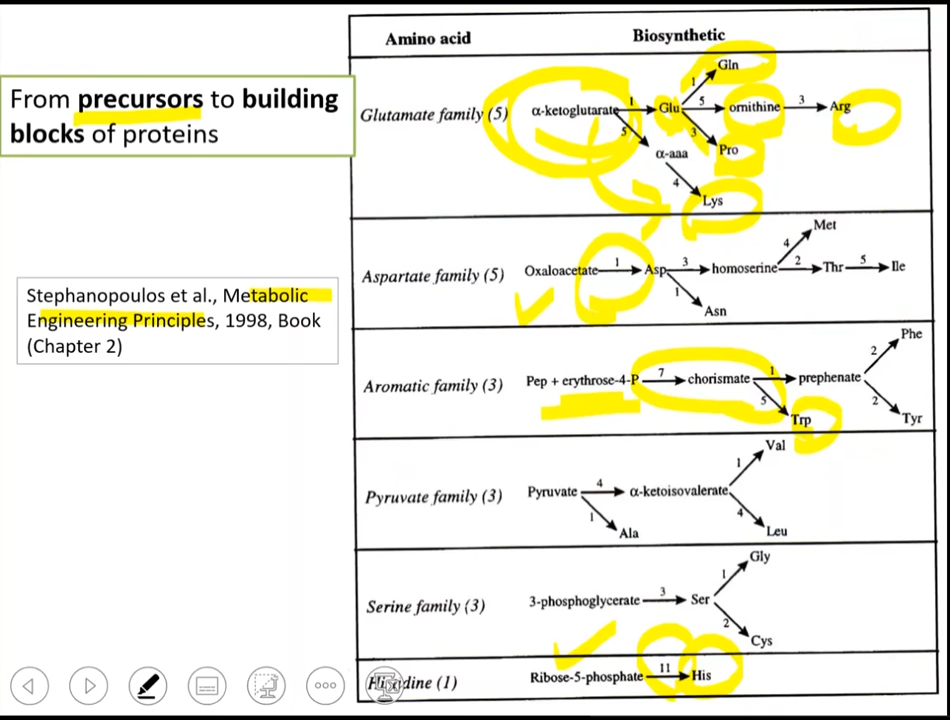 From precursors to building
blocks of proteins
Stephanopoulos et al., Metabolic
Engineering Principles, 1998, Book
(Chapter 2)
Amino acid Biosynthetic
Glutamate family (5) α-ketoglutarate 1 Glu 1 Gln
5 ornithine 3 Arg
3 Pro
5 α-aaa
4 Lys
Aspartate family (5) Oxaloacetate 1 Asp 3 homoserine 4 Met
2 Thr 5 Ile
1 Asn
Aromatic family (3) Pep + erythrose-4-P 7 chorismate 1 prephenate 2 Phe
5 Trp 2 Tyr
Pyruvate family (3) Pyruvate 4 α-ketoisovalerate 1 Val
1 Ala 4 Leu
Serine family (3) 3-phosphoglycerate 3 Ser 1 Gly
2 Cys
(1) Ribose-5-phosphate 11 His